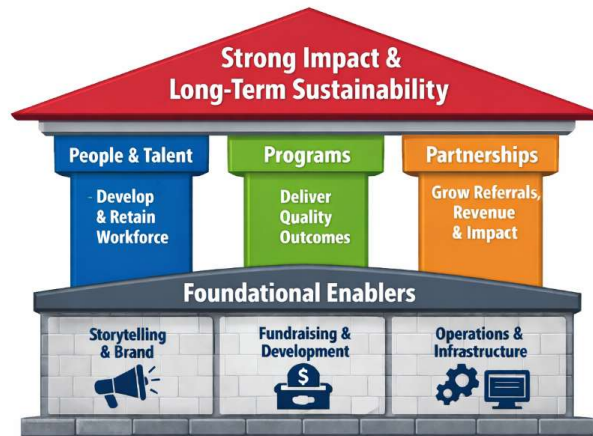 Strong Impact &
Long-Term Sustainability
People & Talent
- Develop
& Retain
Workforce
Programs
Deliver
Quality
Outcomes
Partnerships
Grow Referrals,
Revenue
& Impact
Foundational Enablers
Storytelling
& Brand
Fundraising &
Development
$
Operations &
Infrastructure